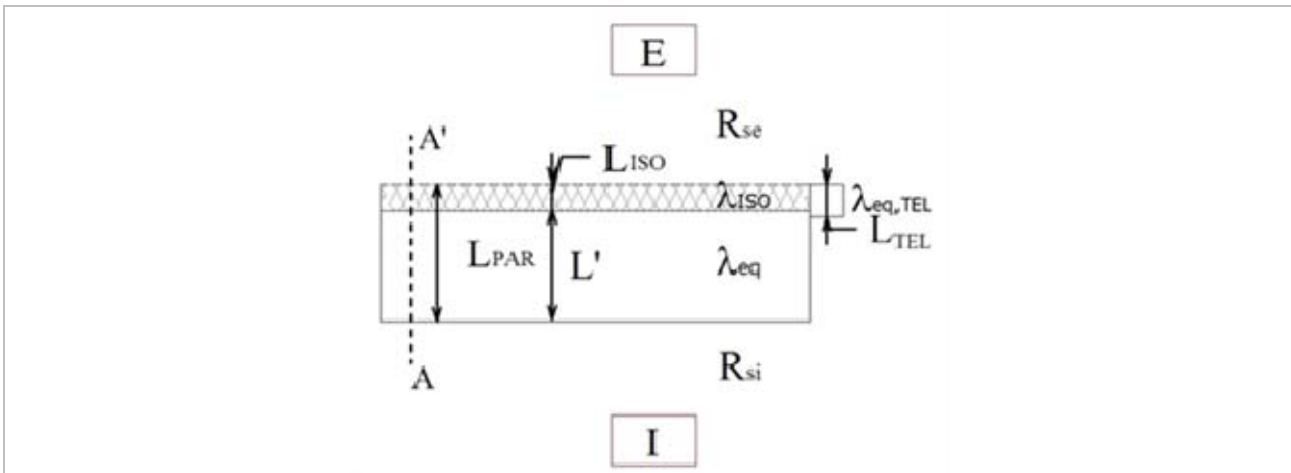 E
Rse
A'
LISO
λISO
λeq,TEL
LTEL
LPAR
L'
λeq
A
Rsi
I